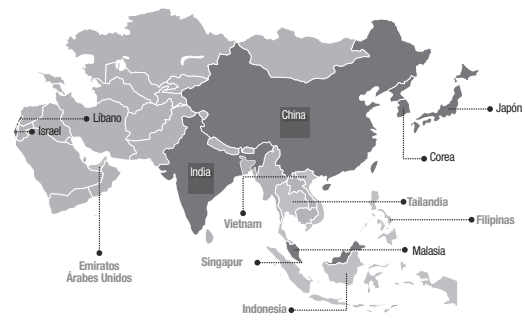 China
Japón
Líbano
Israel
Corea
India
Tailandia
Vietnam
Filipinas
Malasia
Singapur
Emiratos
Árabes Unidos
Indonesia